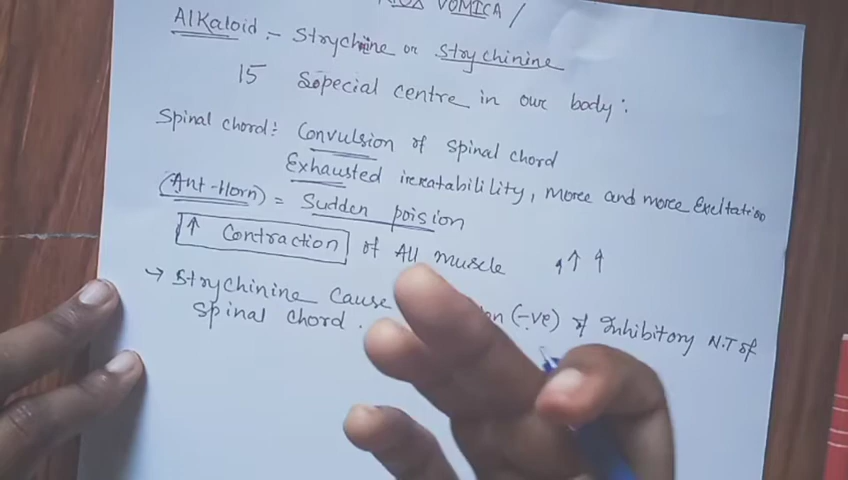 NUX VOMICA /
Alkaloid :- Strychine or Strychinine
15 Sopecial centre in our body :
Spinal chord : Convulsion of spinal chord
Exhausted irreatability, more and more Exeltation
(Ant-Horn) = Sudden poision
↑ Contraction of All muscle ↑↑ ↑
→ Strychinine cause (-ve) of Inhibitory N.T of
Spinal chord.